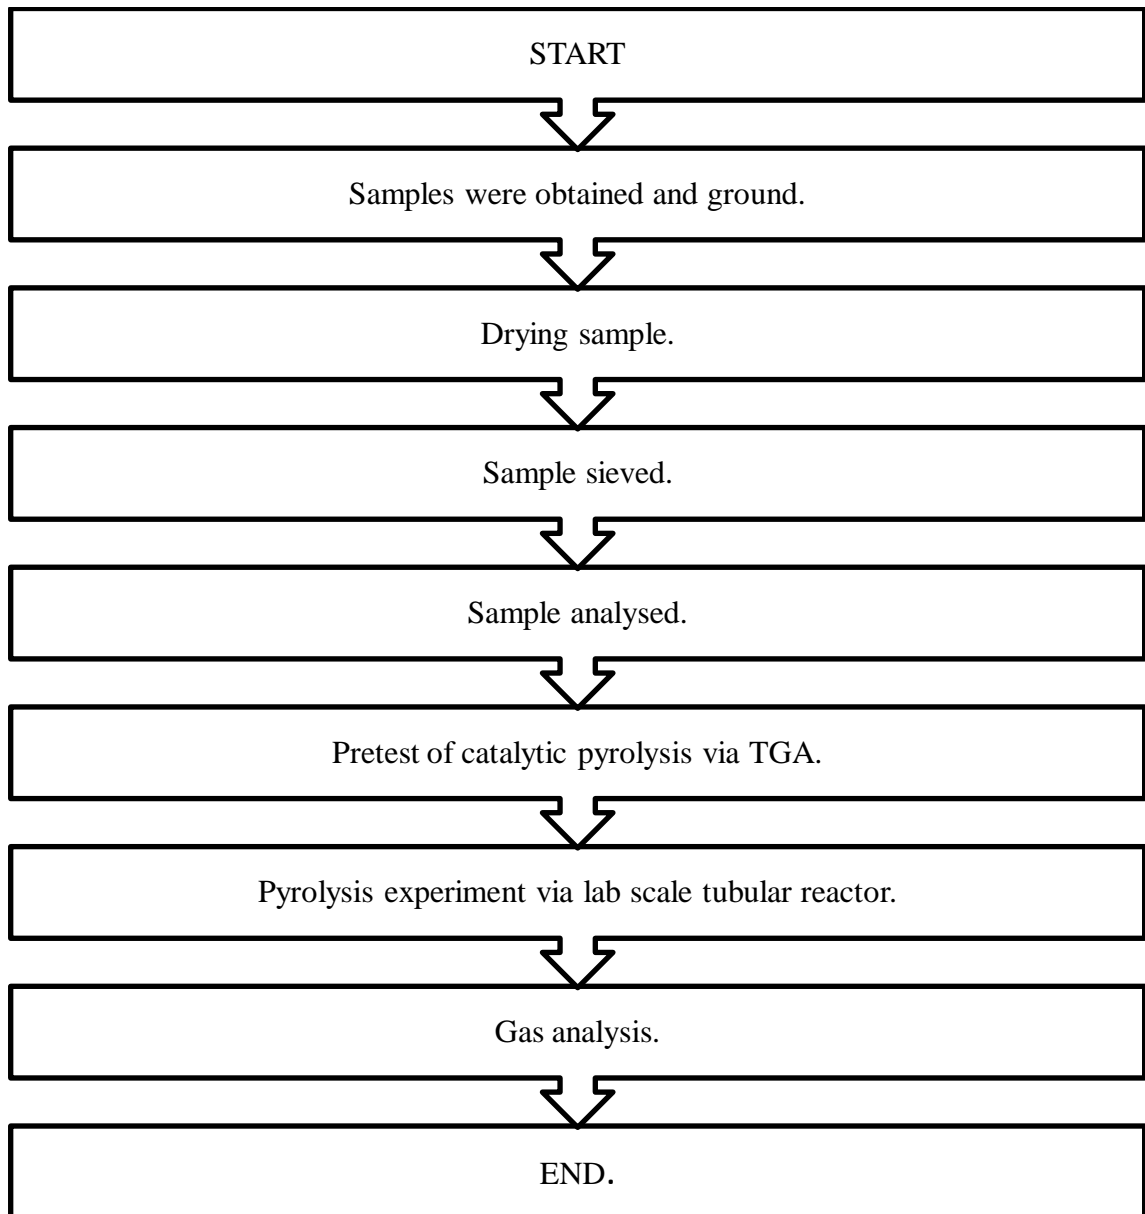 START
Samples were obtained and ground.
Drying sample.
Sample sieved.
Sample analysed.
Pretest of catalytic pyrolysis via TGA.
Pyrolysis experiment via lab scale tubular reactor.
Gas analysis.
END.